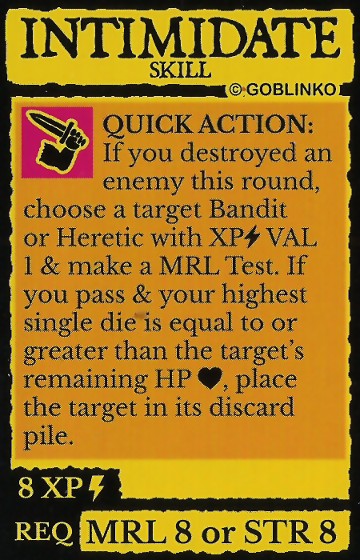 INTIMIDATE
SKILL
© GOBLINKO
QUICK ACTION:
If you destroyed an
enemy this round,
choose a target Bandit
or Heretic with XP⚡ VAL
1 & make a MRL Test. If
you pass & your highest
single die is equal to or
greater than the target's
remaining HP ♥, place
the target in its discard
pile.
8 XP⚡
REQ MRL 8 or STR 8